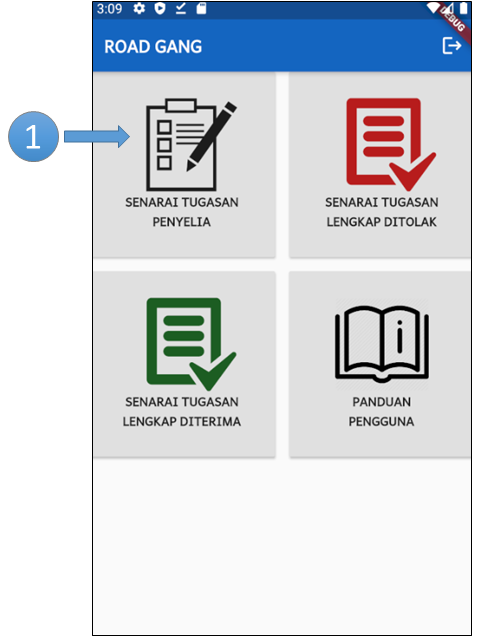 3:09
DEBUG
ROAD GANG
1
SENARAI TUGASAN
PENYELIA
SENARAI TUGASAN
LENGKAP DITOLAK
SENARAI TUGASAN
LENGKAP DITERIMA
i
PANDUAN
PENGGUNA